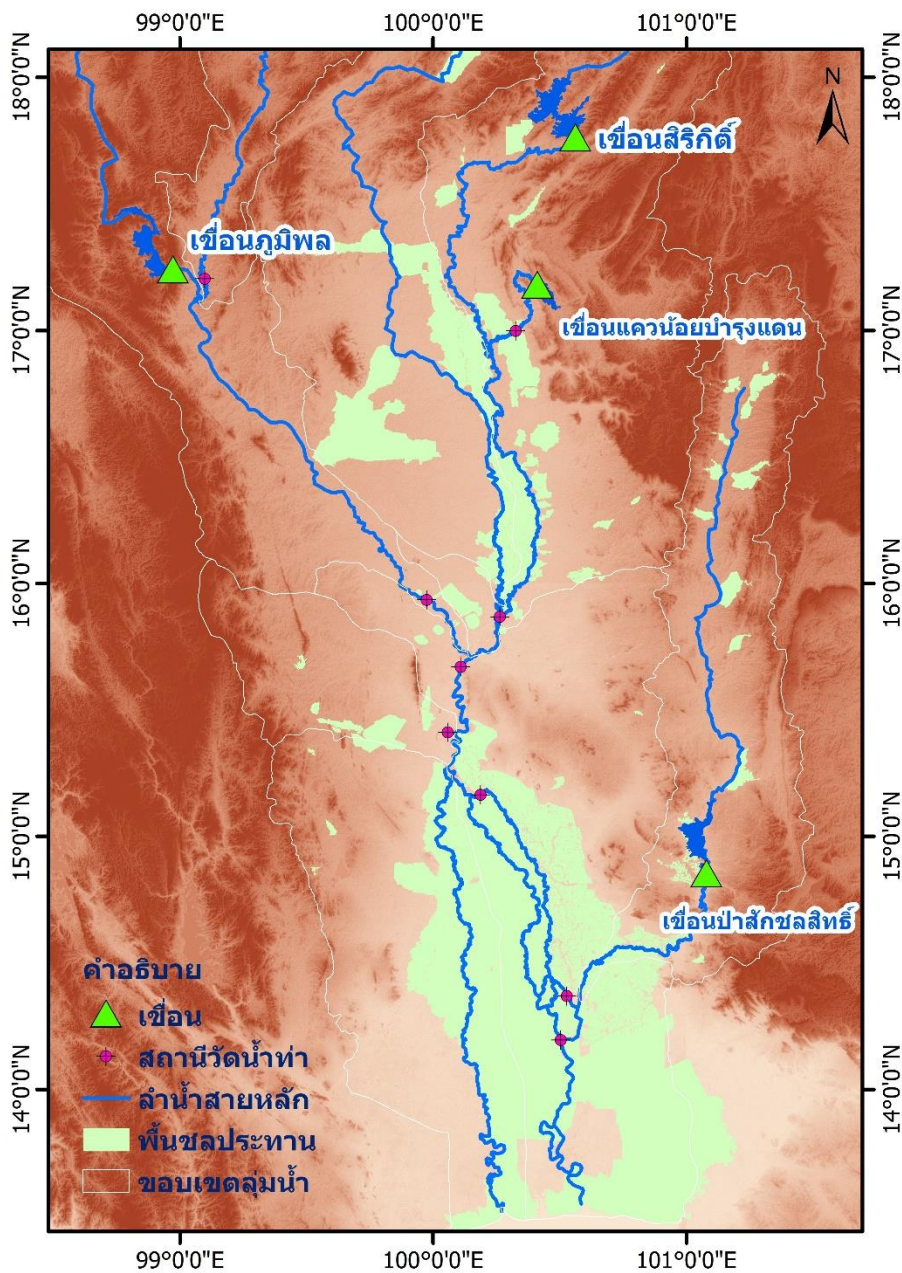 99°0'0"E 100°0'0"E 101°0'0"E
18°0'0"N 18°0'0"N
N
เขื่อนสิริกิติ์
เขื่อนภูมิพล
17°0'0"N 17°0'0"N
เขื่อนแควน้อยบำรุงแดน
16°0'0"N 16°0'0"N
15°0'0"N 15°0'0"N
เขื่อนป่าสักชลสิทธิ์
คำอธิบาย
เขื่อน
สถานีวัดน้ำท่า
ลำน้ำสายหลัก
14°0'0"N 14°0'0"N
พื้นชลประทาน
ขอบเขตลุ่มน้ำ
99°0'0"E 100°0'0"E 101°0'0"E